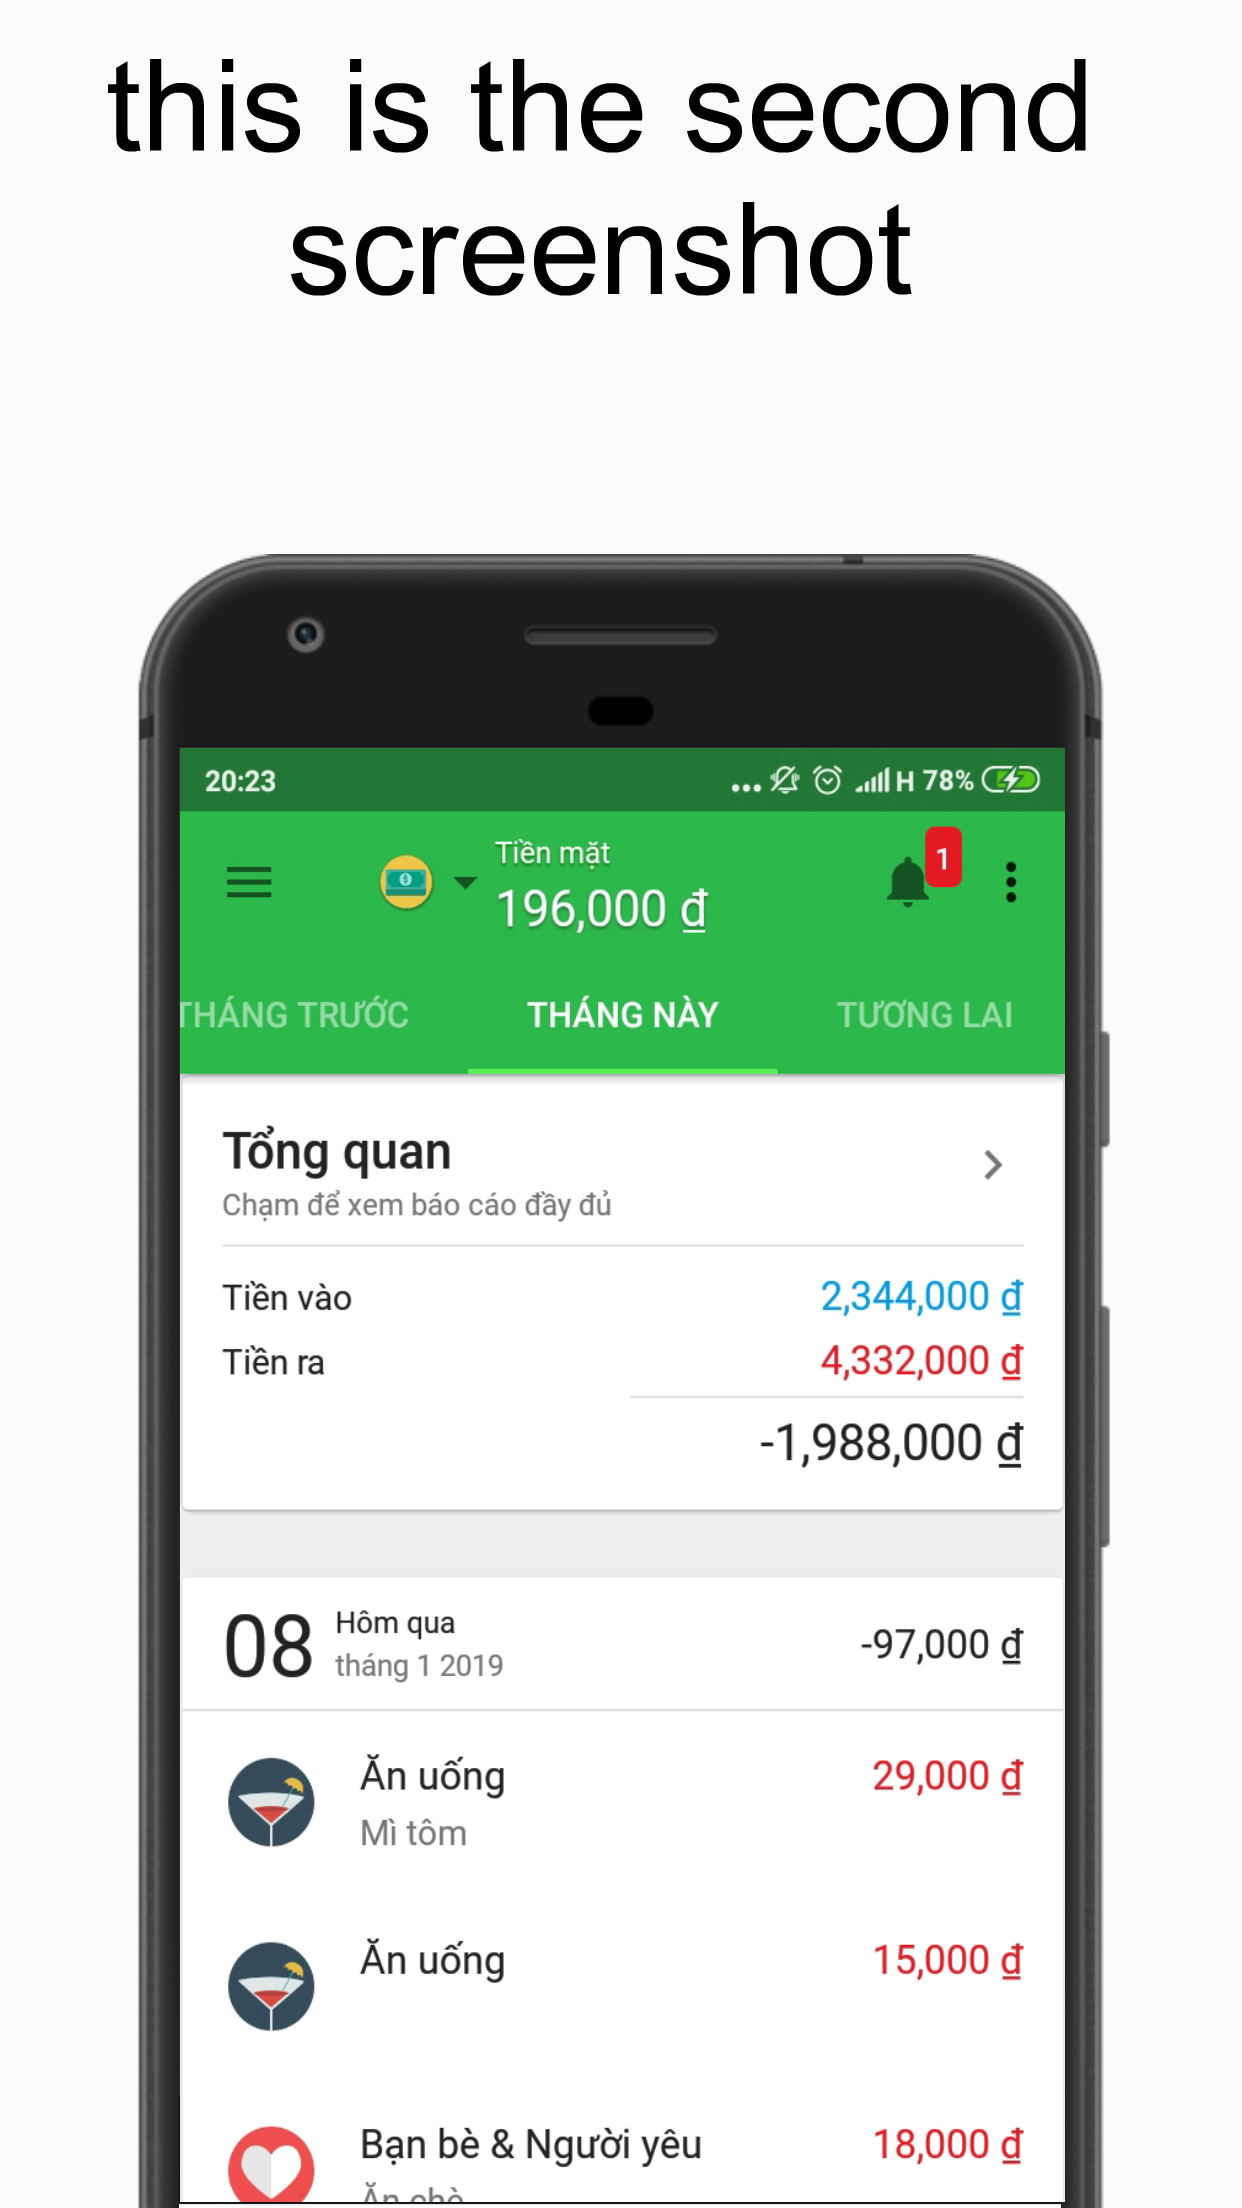 this is the second
screenshot
20:23
H 78%
Tiền mặt
1
196,000 ₫
THÁNG TRƯỚC THÁNG NÀY TƯƠNG LAI
Tổng quan
Chạm để xem báo cáo đầy đủ
Tiền vào 2,344,000 ₫
Tiền ra 4,332,000 ₫
-1,988,000 ₫
08 Hôm qua -97,000 ₫
tháng 1 2019
Ăn uống 29,000 ₫
Mì tôm
Ăn uống 15,000 ₫
Bạn bè & Người yêu 18,000 ₫
Ăn chè